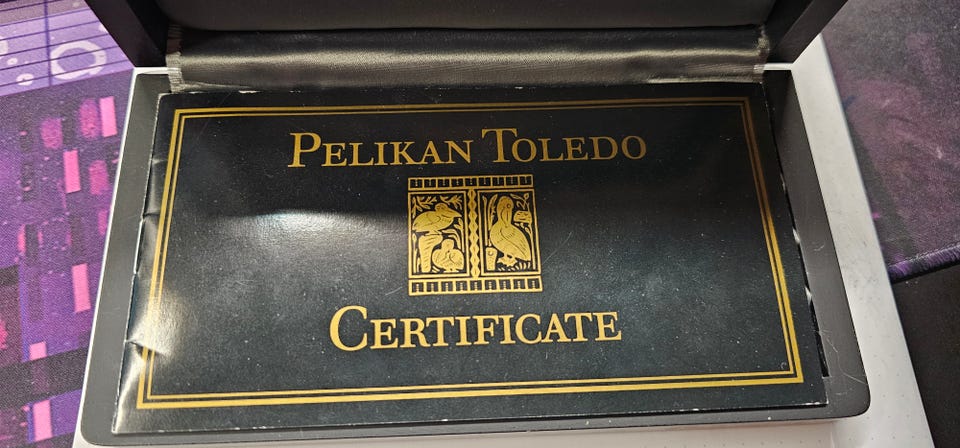 PELIKAN TOLEDO
CERTIFICATE